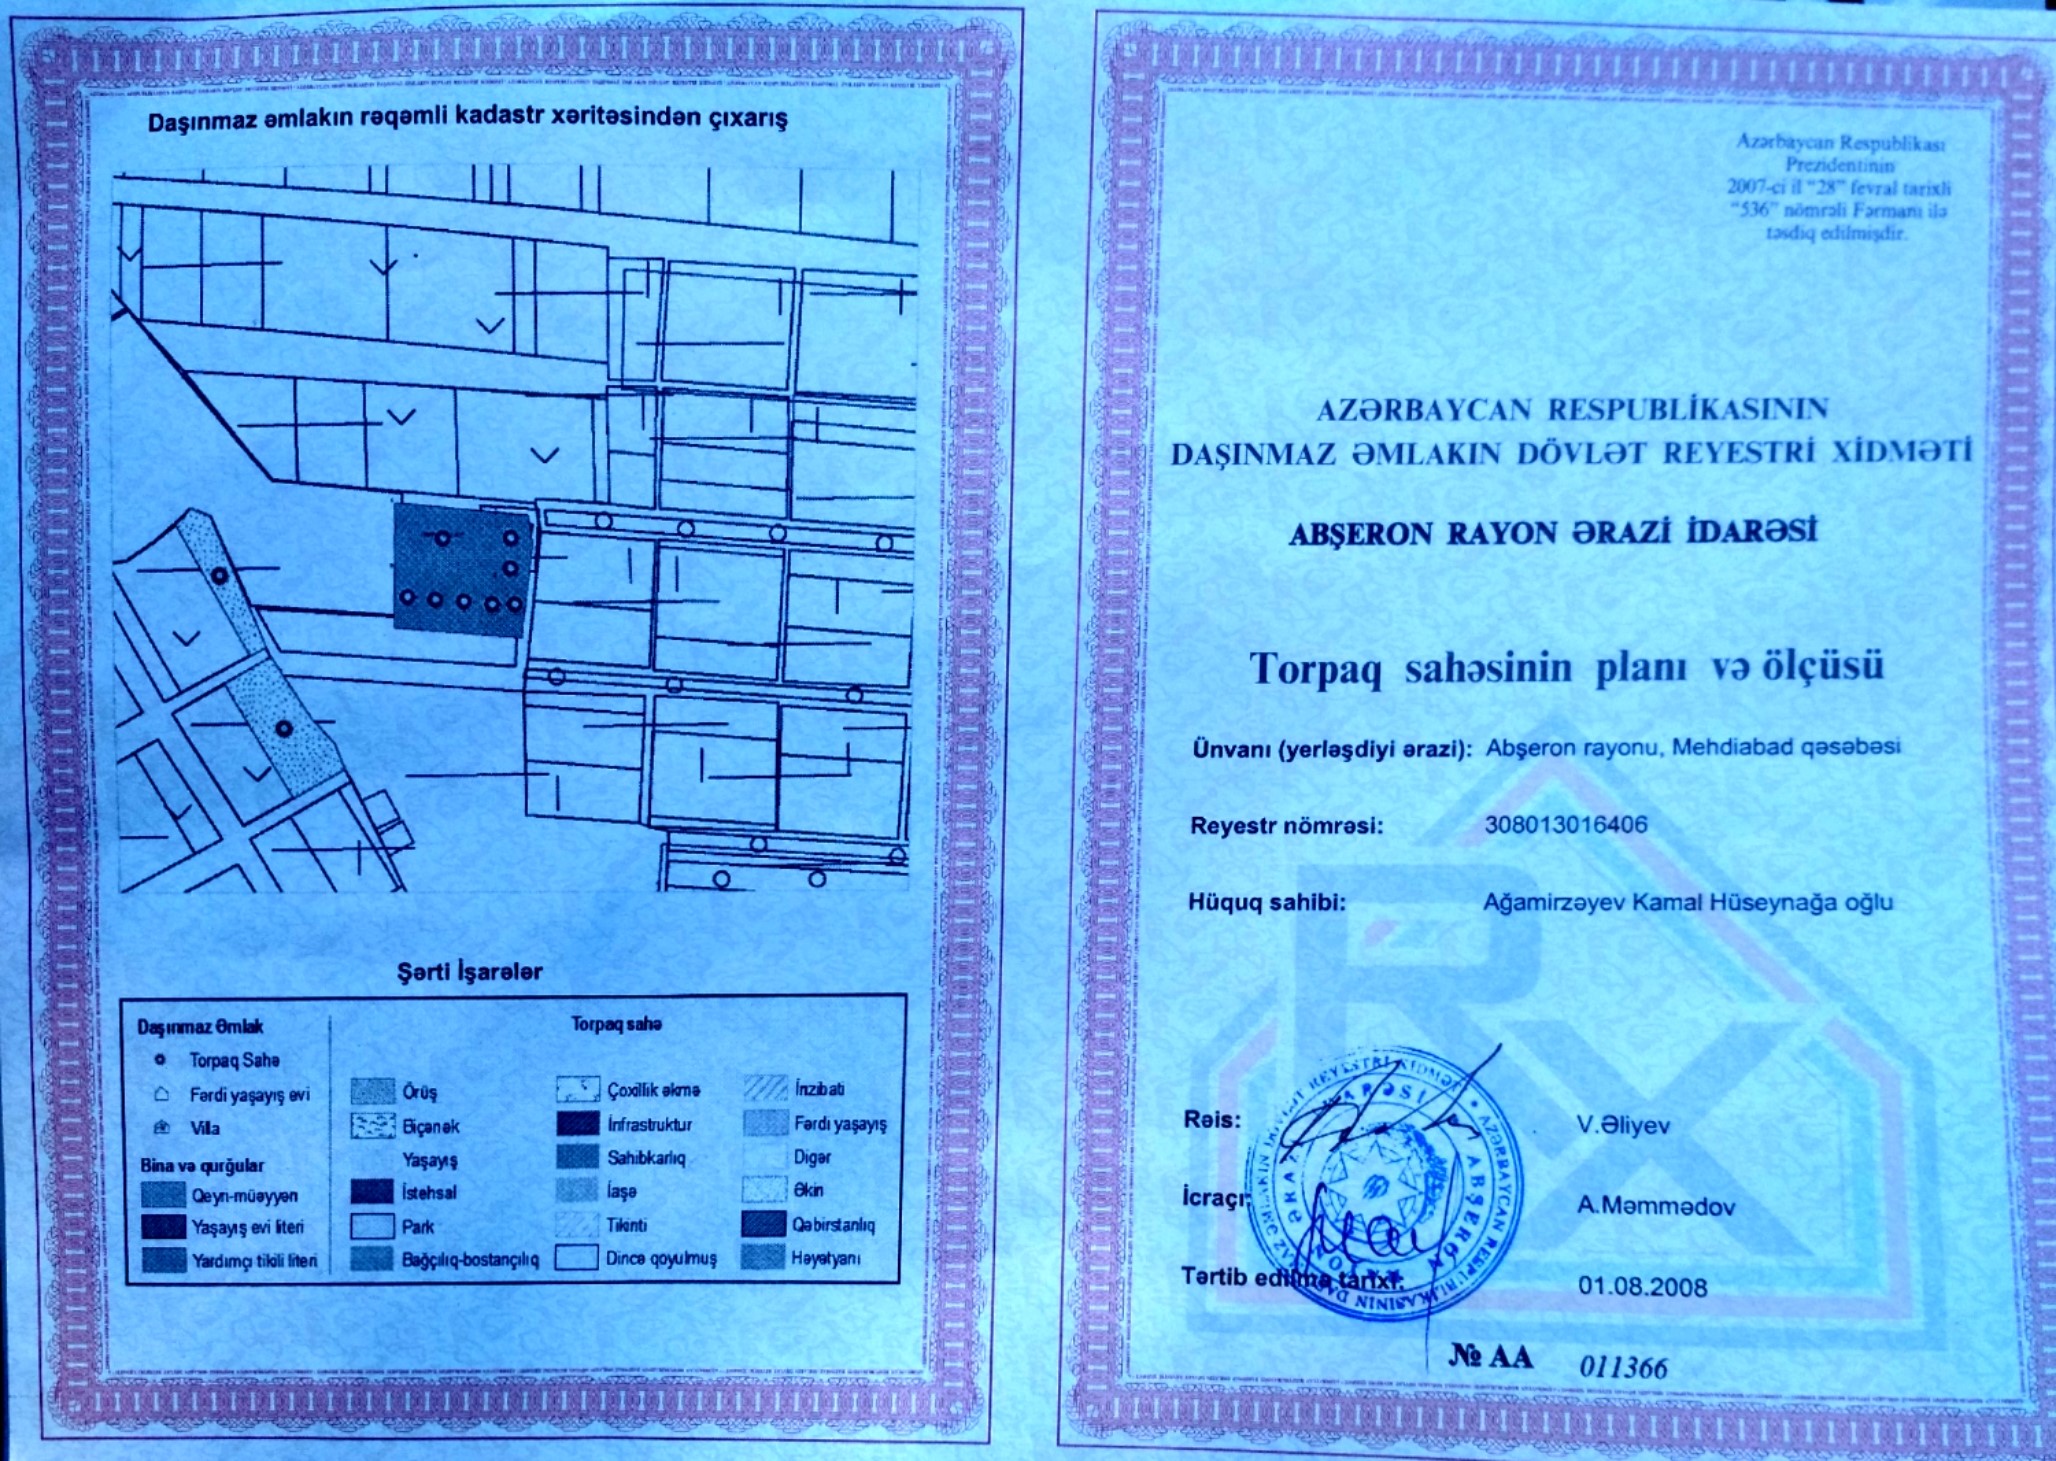 Daşınmaz əmlakın rəqəmli kadastr xəritəsindən çıxarış
Şərti İşarələr
Daşınmaz Əmlak
Torpaq Sahə
Fərdi yaşayış evi
Villa
Bina və qurğular
Qeyri-müəyyən
Yaşayış evi literi
Yardımçı tikili literi
Torpaq sahə
Örüş
Biçənək
Yaşayış
İstehsal
Park
Bağçılıq-bostançılıq
Çoxillik əkmə
İnfrastruktur
Sahibkarlıq
İaşə
Tikinti
Dincə qoyulmuş
İnzibati
Fərdi yaşayış
Digər
Əkin
Qəbirstanlıq
Həyətyanı
Azərbaycan Respublikası
Prezidentinin
2007-ci il "28" fevral tarixli
"536" nömrəli Fərmanı ilə
təsdiq edilmişdir.
AZƏRBAYCAN RESPUBLİKASININ
DAŞINMAZ ƏMLAKIN DÖVLƏT REYESTRİ XİDMƏTİ
ABŞERON RAYON ƏRAZİ İDARƏSİ
Torpaq sahəsinin planı və ölçüsü
Ünvanı (yerləşdiyi ərazi): Abşeron rayonu, Mehdiabad qəsəbəsi
Reyestr nömrəsi: 308013016406
Hüquq sahibi: Ağamirzəyev Kamal Hüseynağa oğlu
Rəis: V.Əliyev
İcraçı: A.Məmmədov
Tərtib edilmə tarixi: 01.08.2008
№ AA 011366